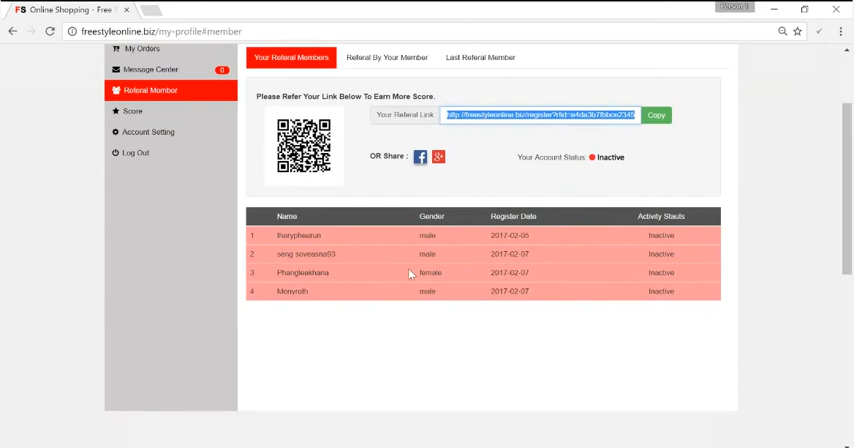 FS Online Shopping - Free S
Person 1
freestyleonline.biz/my-profile#member
My Orders
Message Center 0
Referal Member
Score
Account Setting
Log Out
Your Referal Members Referal By Your Member Last Referal Member
Please Refer Your Link Below To Earn More Score.
Your Referal Link http://freestyleonline.biz/register?rfid=e4da3b7fbbce2345 Copy
OR Share : f g+ Your Account Status: Inactive
Name Gender Register Date Activity Stauts
1 theryphearun male 2017-02-05 Inactive
2 seng soveasna93 male 2017-02-07 Inactive
3 Phangleakhana female 2017-02-07 Inactive
4 Monyroth male 2017-02-07 Inactive